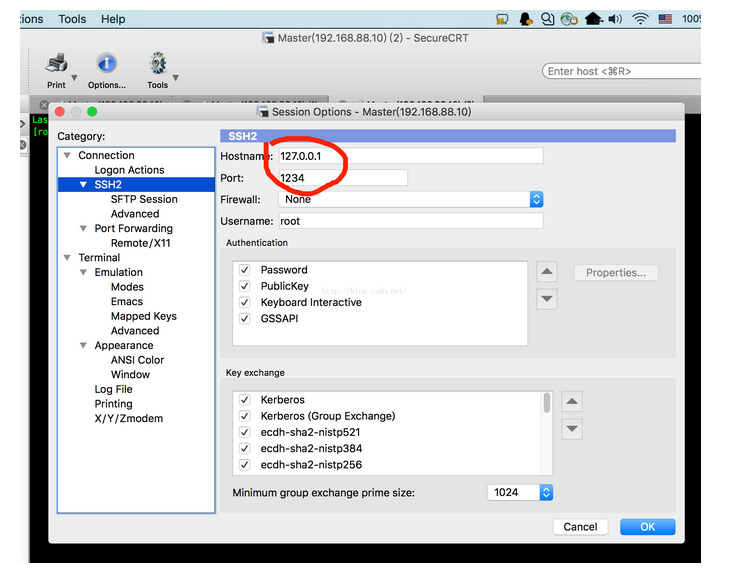 ions Tools Help 100%
Master(192.168.88.10) (2) - SecureCRT
Print Options... Tools
Enter host <⌘R>
Session Options - Master(192.168.88.10)
Las
[ro
Category:
Connection
Logon Actions
SSH2
SFTP Session
Advanced
Port Forwarding
Remote/X11
Terminal
Emulation
Modes
Emacs
Mapped Keys
Advanced
Appearance
ANSI Color
Window
Log File
Printing
X/Y/Zmodem
SSH2
Hostname: 127.0.0.1
Port: 1234
Firewall: None
Username: root
Authentication
Password
PublicKey
Keyboard Interactive
GSSAPI
Properties...
http://blog.csdn.net/
Key exchange
Kerberos
Kerberos (Group Exchange)
ecdh-sha2-nistp521
ecdh-sha2-nistp384
ecdh-sha2-nistp256
Minimum group exchange prime size: 1024
Cancel OK